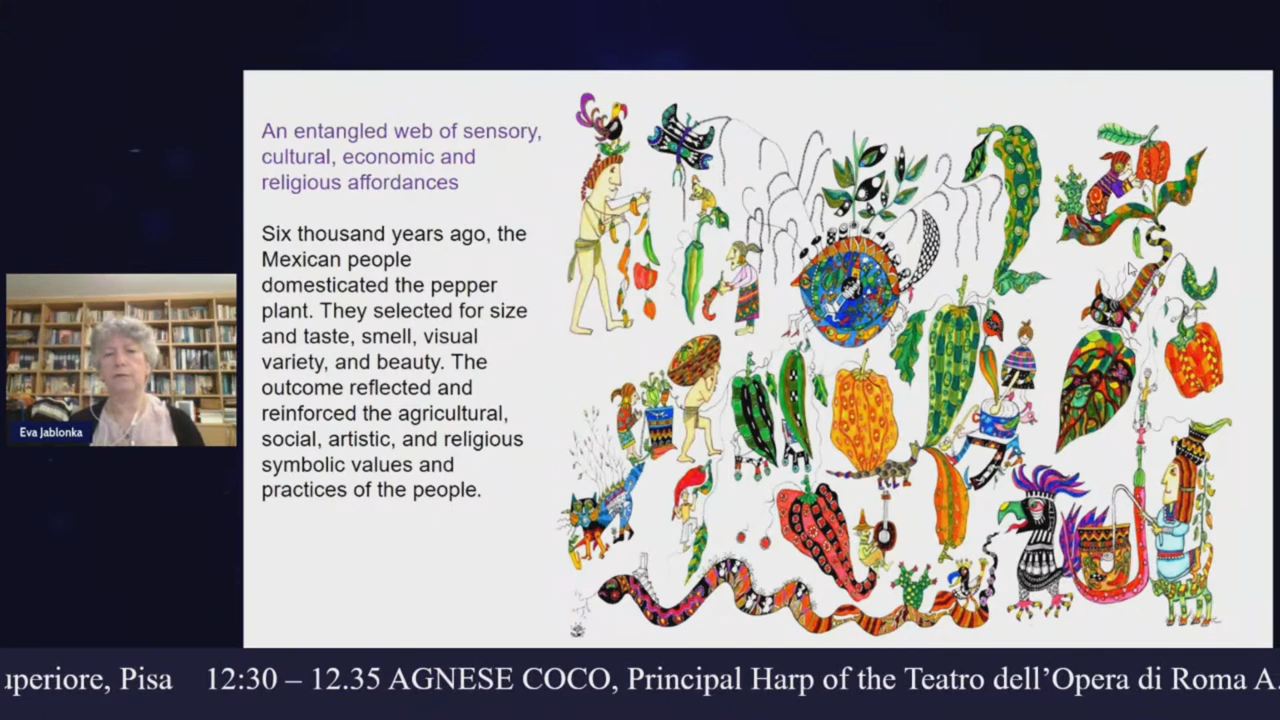 An entangled web of sensory,
cultural, economic and
religious affordances
Six thousand years ago, the
Mexican people
domesticated the pepper
plant. They selected for size
and taste, smell, visual
variety, and beauty. The
outcome reflected and
reinforced the agricultural,
social, artistic, and religious
symbolic values and
practices of the people.
Eva Jablonka
uperiore, Pisa 12:30 – 12.35 AGNESE COCO, Principal Harp of the Teatro dell’Opera di Roma A.